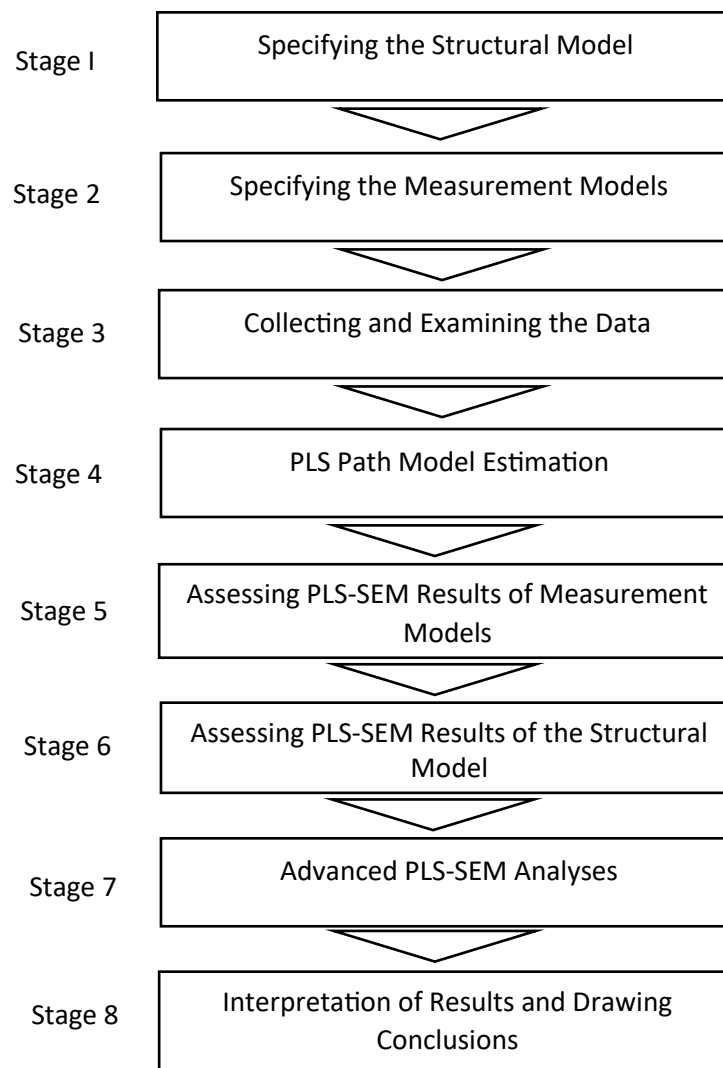 Stage I
Specifying the Structural Model
Stage 2
Specifying the Measurement Models
Stage 3
Collecting and Examining the Data
Stage 4
PLS Path Model Estimation
Stage 5
Assessing PLS-SEM Results of Measurement
Models
Stage 6
Assessing PLS-SEM Results of the Structural
Model
Stage 7
Advanced PLS-SEM Analyses
Stage 8
Interpretation of Results and Drawing
Conclusions